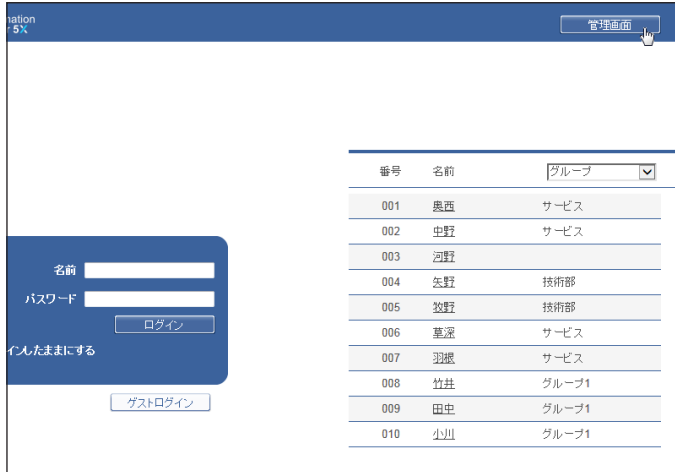 mation
r 5X
管理画面
番号 名前 グループ
001 奥西 サービス
002 中野 サービス
003 河野
004 矢野 技術部
005 牧野 技術部
006 草深 サービス
007 羽根 サービス
008 竹井 グループ1
009 田中 グループ1
010 小川 グループ1
名前
パスワード
ログイン
インしたままにする
ゲストログイン